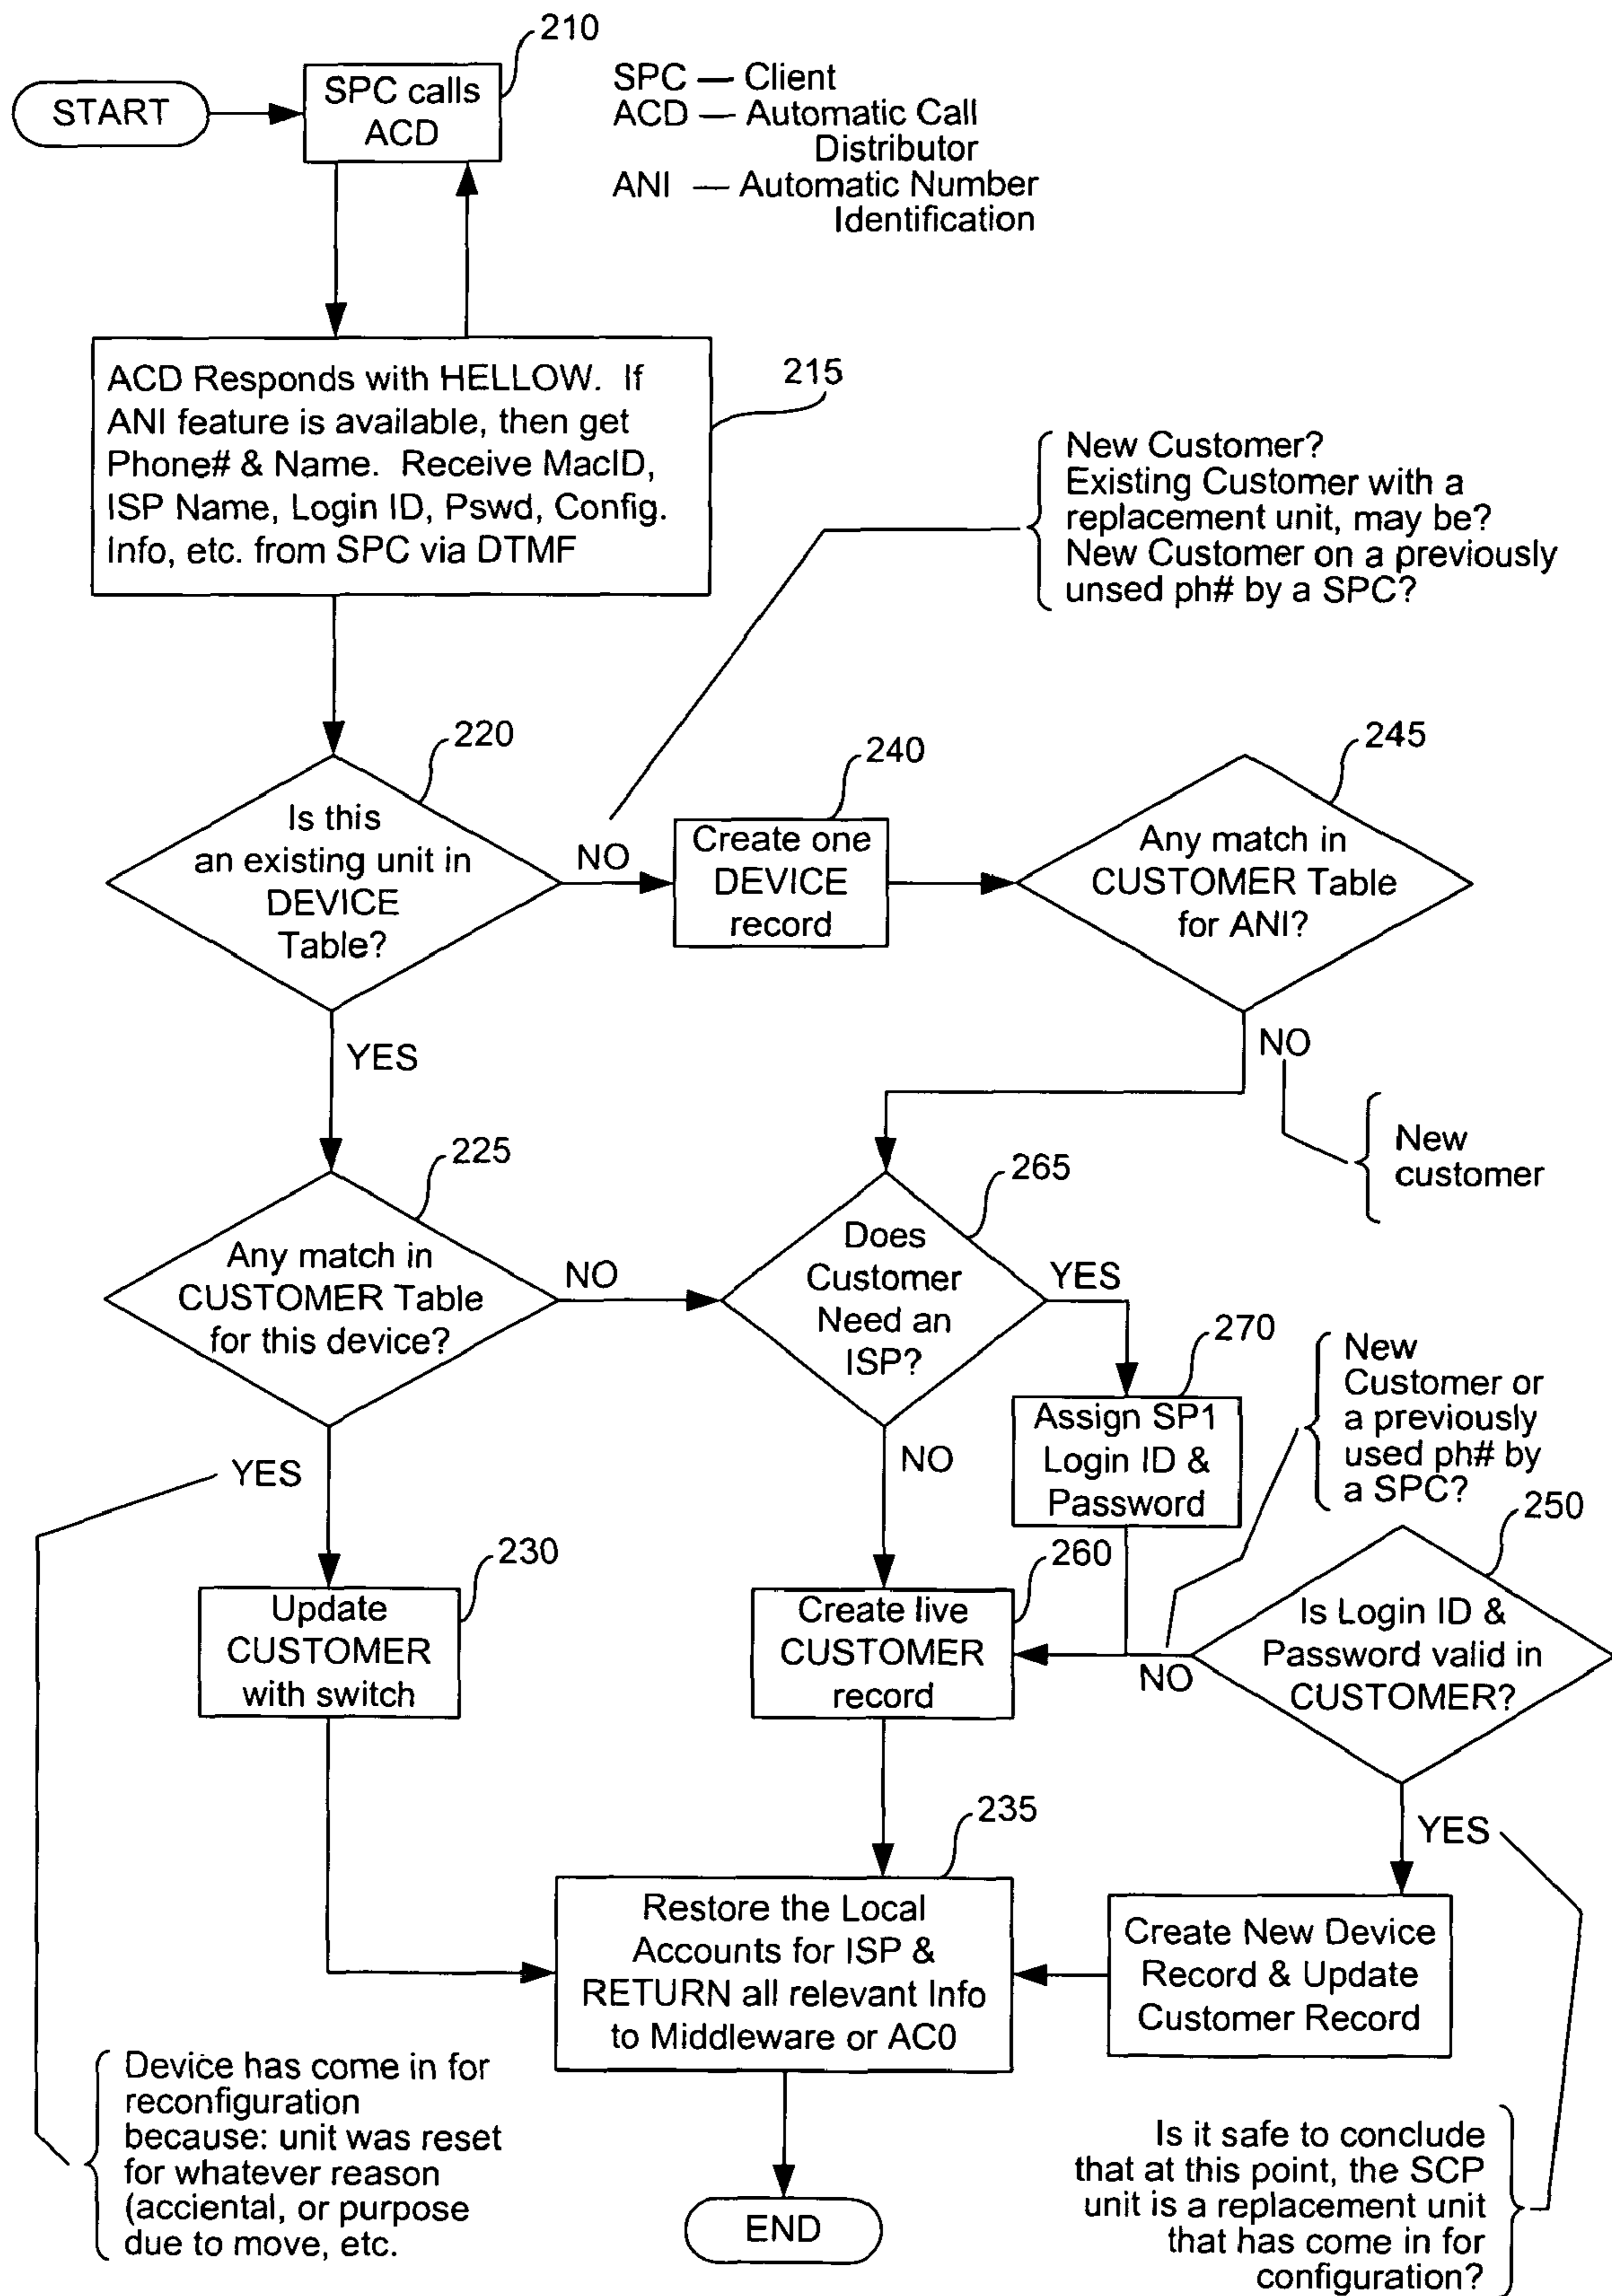 210
START
SPC calls
ACD
SPC — Client
ACD — Automatic Call
Distributor
ANI — Automatic Number
Identification
ACD Responds with HELLOW. If
ANI feature is available, then get
Phone# & Name. Receive MacID,
ISP Name, Login ID, Pswd, Config.
Info, etc. from SPC via DTMF
215
New Customer?
Existing Customer with a
replacement unit, may be?
New Customer on a previously
unsed ph# by a SPC?
220
Is this
an existing unit in
DEVICE
Table?
NO
240
Create one
DEVICE
record
245
Any match in
CUSTOMER Table
for ANI?
YES
NO
New
customer
225
Any match in
CUSTOMER Table
for this device?
NO
265
Does
Customer
Need an
ISP?
YES
270
Assign SP1
Login ID &
Password
New
Customer or
a previously
used ph# by
a SPC?
YES
NO
250
Is Login ID &
Password valid in
CUSTOMER?
NO
230
Update
CUSTOMER
with switch
260
Create live
CUSTOMER
record
YES
235
Restore the Local
Accounts for ISP &
RETURN all relevant Info
to Middleware or AC0
Create New Device
Record & Update
Customer Record
Device has come in for
reconfiguration
because: unit was reset
for whatever reason
(acciental, or purpose
due to move, etc.
END
Is it safe to conclude
that at this point, the SCP
unit is a replacement unit
that has come in for
configuration?